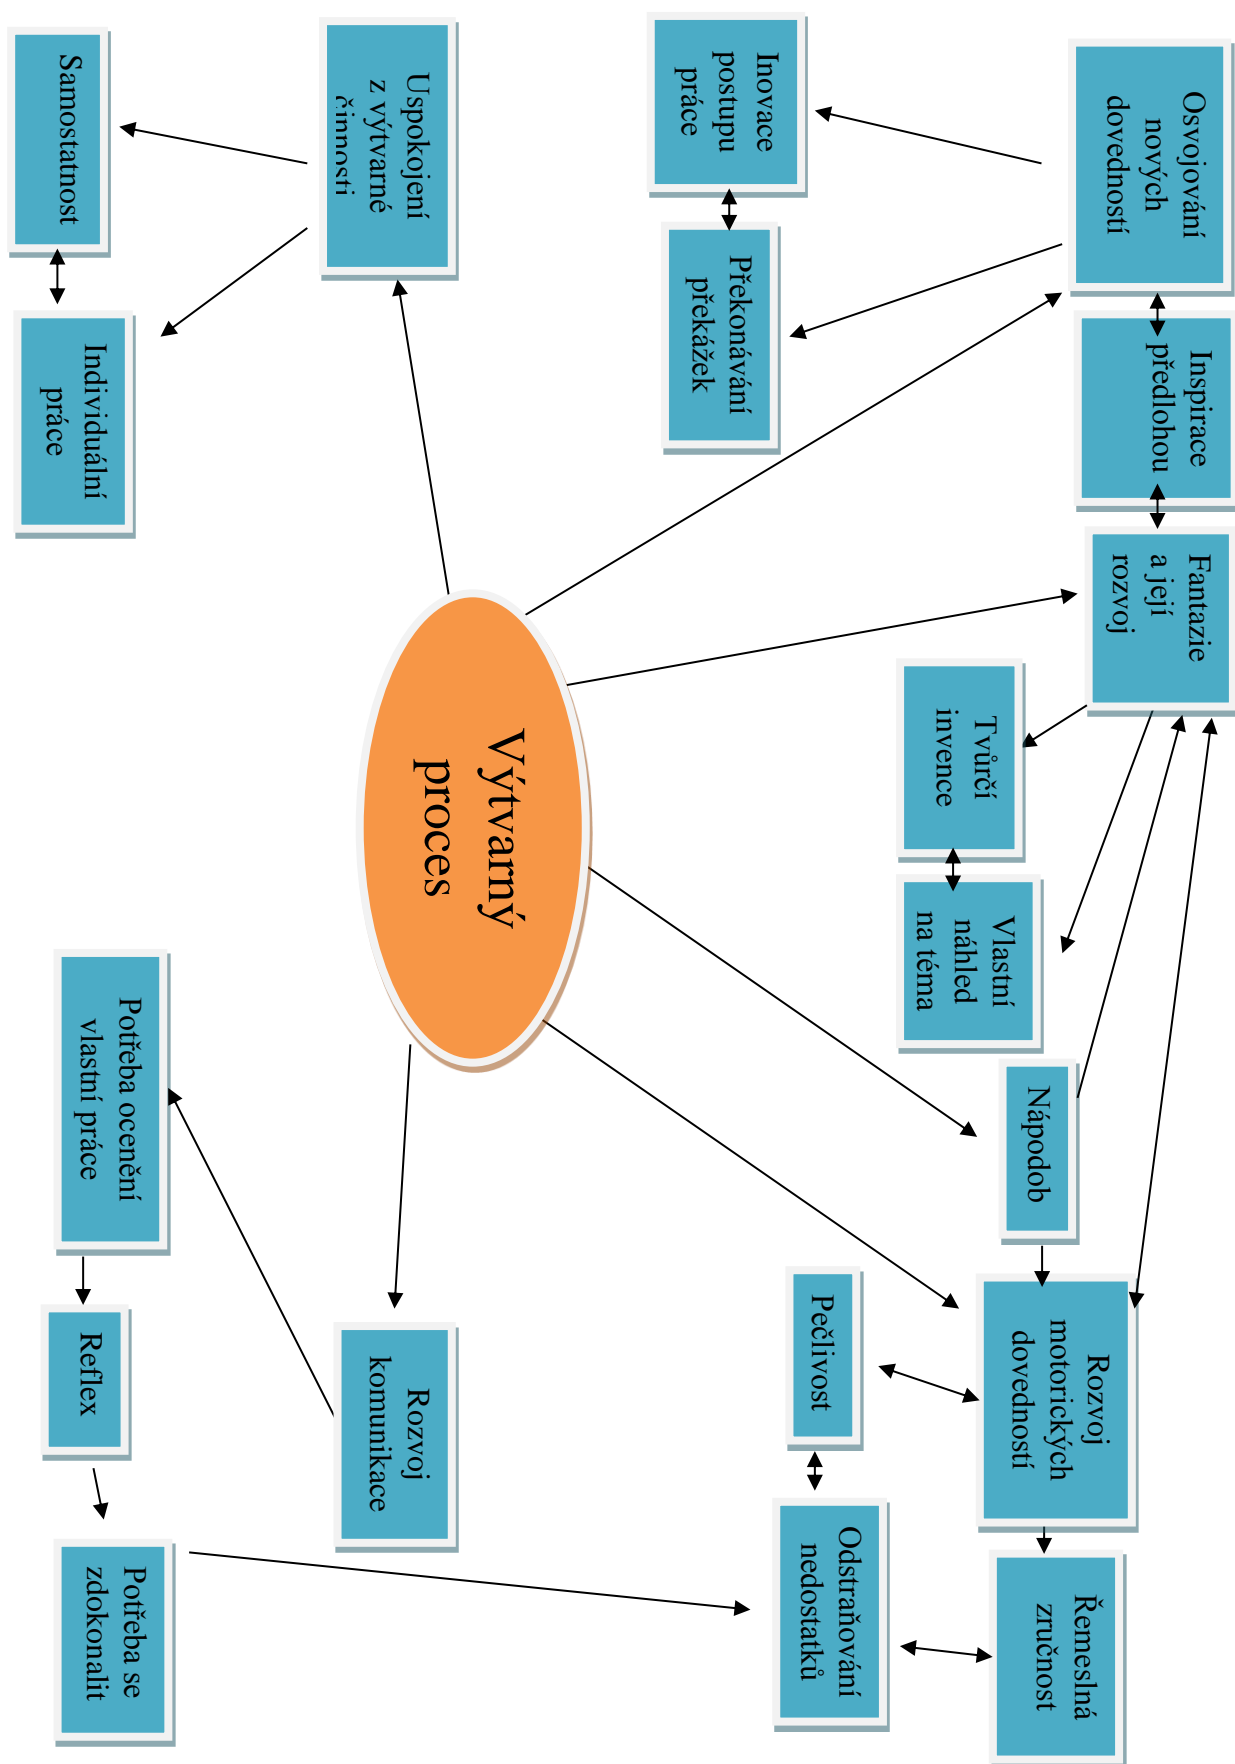 Osvojování
nových
dovedností
Inspirace
předlohou
Fantazie
a její
rozvoj
Inovace
postupu
práce
Překonávání
překážek
Tvůrčí
invence
Vlastní
náhled
na téma
Nápodob
Rozvoj
motorických
dovedností
Řemeslná
zručnost
Pečlivost
Odstraňování
nedostatků
Uspokojení
z výtvarné
činnosti
Výtvarný
proces
Rozvoj
komunikace
Samostatnost
Individuální
práce
Potřeba ocenění
vlastní práce
Reflex
Potřeba se
zdokonalit